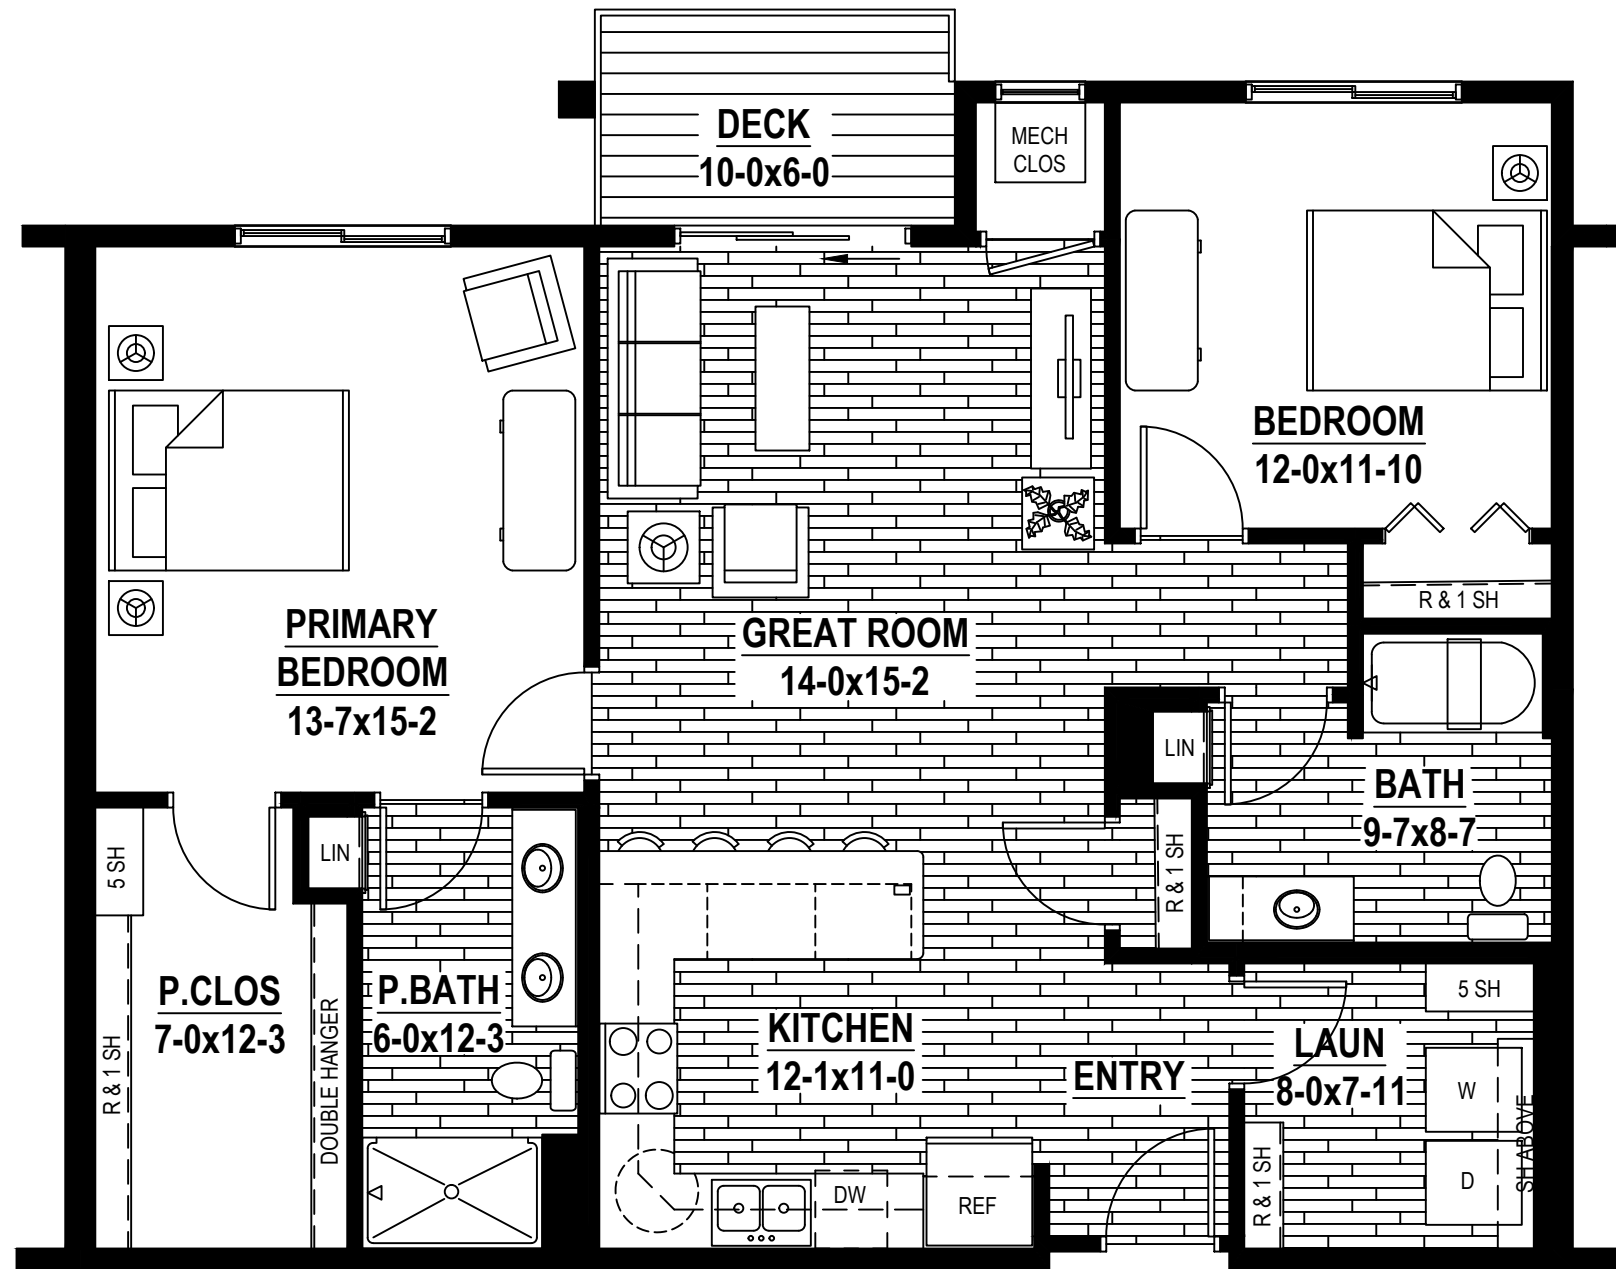 DECK
10-0x6-0
MECH
CLOS
BEDROOM
12-0x11-10
R & 1 SH
PRIMARY
BEDROOM
13-7x15-2
GREAT ROOM
14-0x15-2
LIN
BATH
9-7x8-7
R & 1 SH
5 SH
LIN
P.CLOS
7-0x12-3
R & 1 SH
DOUBLE HANGER
P.BATH
6-0x12-3
KITCHEN
12-1x11-0
ENTRY
LAUN
8-0x7-11
5 SH
W
D
SH ABOVE
R & 1 SH
DW
REF